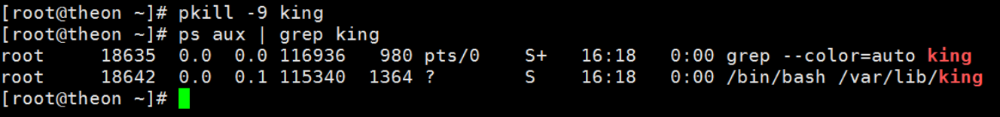 [root@theon ~]# pkill -9 king
[root@theon ~]# ps aux | grep king
root     18635  0.0  0.0 116936   980 pts/0    S+   16:18   0:00 grep --color=auto king
root     18642  0.0  0.1 115340  1364 ?        S    16:18   0:00 /bin/bash /var/lib/king
[root@theon ~]#